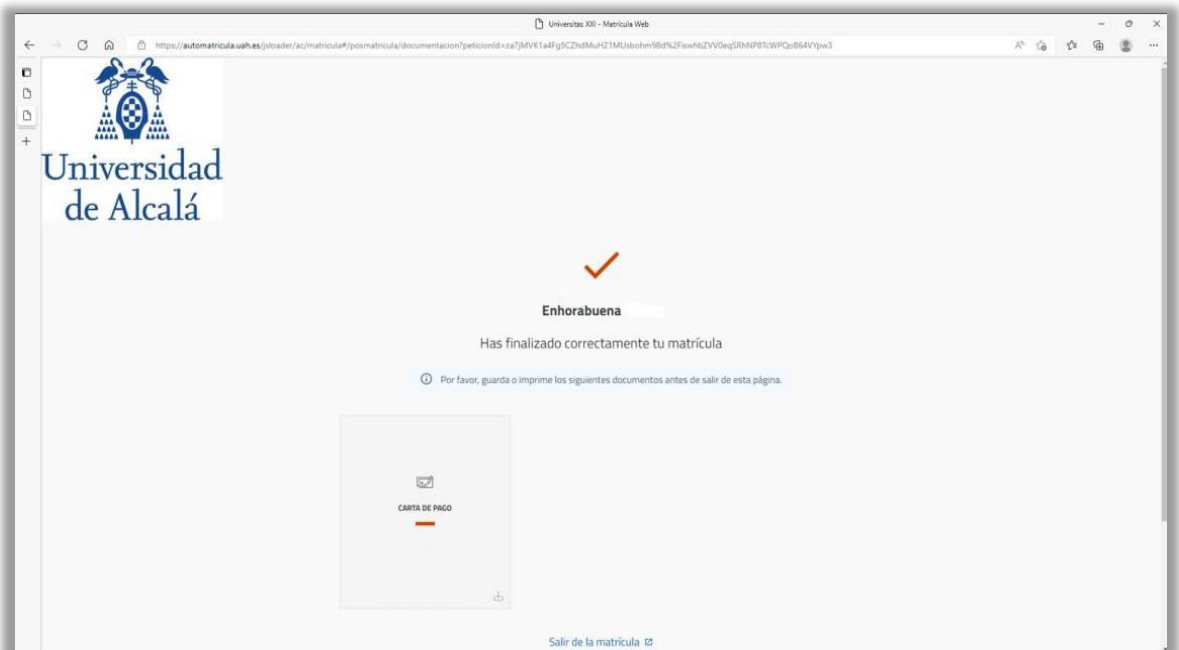 Universitas XXI - Matrícula Web
https://automatricula.uah.es/jsloader/ac/matricula#/posmatricula/documentacion?peticionId=
Universidad
de Alcalá
Enhorabuena
Has finalizado correctamente tu matrícula
Por favor, guarda o imprime los siguientes documentos antes de salir de esta página.
CARTA DE PAGO
Salir de la matrícula